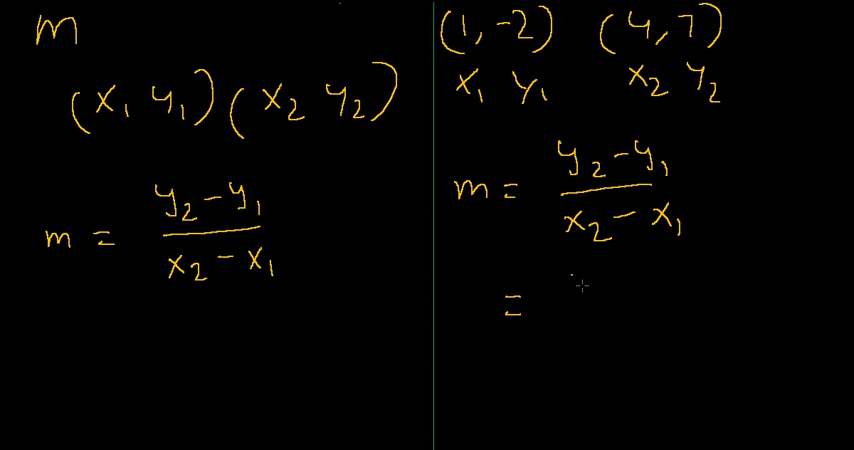 m
(x₁ y₁) (x₂ y₂)
m = y₂ - y₁
x₂ - x₁
(1, -2) (4, 7)
x₁ y₁ x₂ y₂
m = y₂ - y₁
x₂ - x₁
=